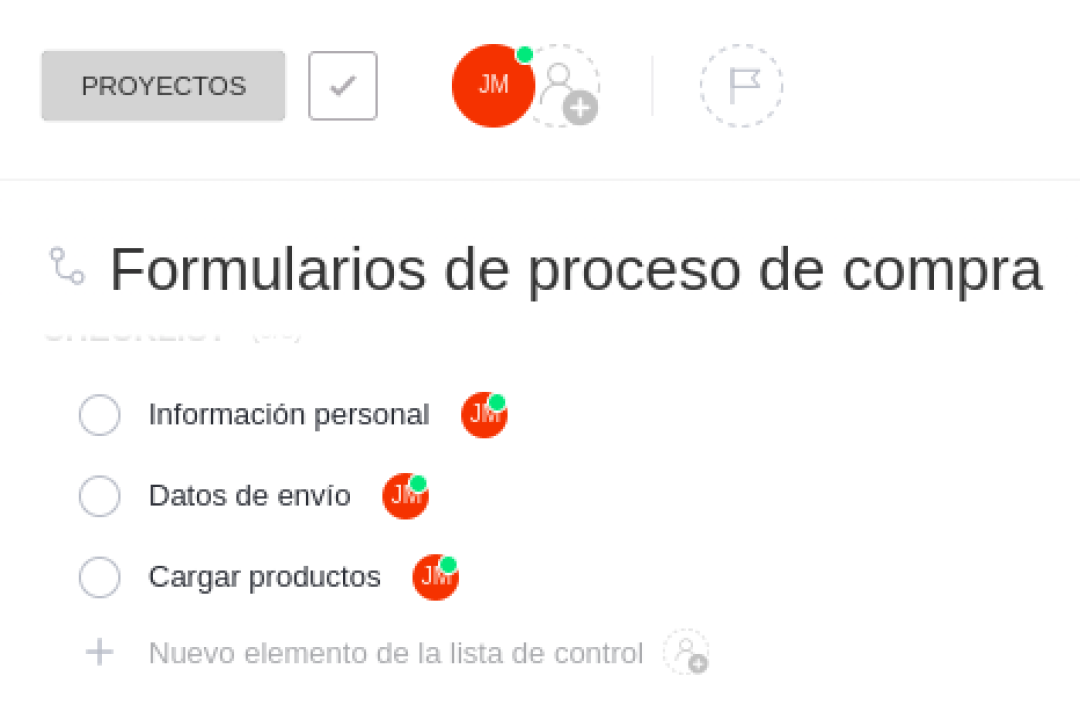 PROYECTOS
JM
Formularios de proceso de compra
Información personal JM
Datos de envío JM
Cargar productos JM
Nuevo elemento de la lista de control